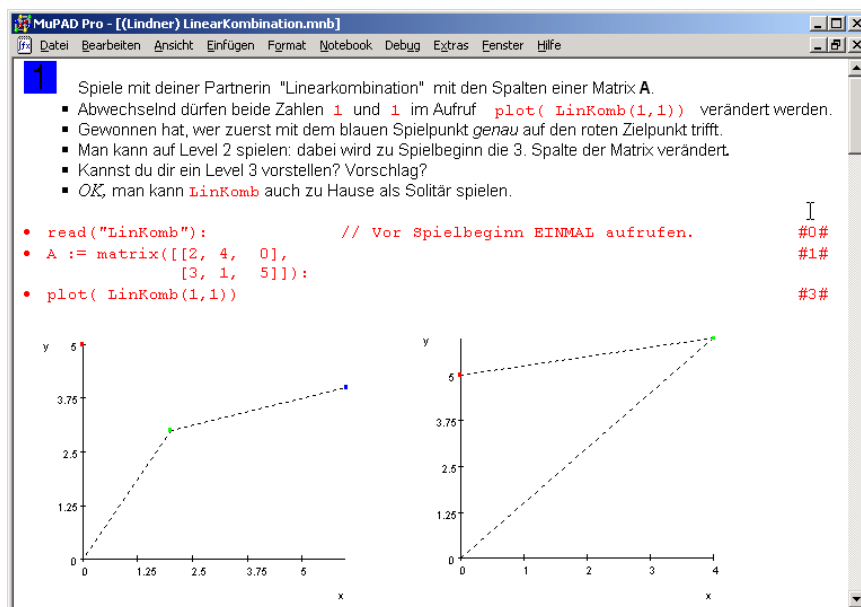 MuPAD Pro - [(Lindner) LinearKombination.mnb]
Datei Bearbeiten Ansicht Einfügen Format Notebook Debug Extras Fenster Hilfe
1
Spiele mit deiner Partnerin "Linearkombination" mit den Spalten einer Matrix A.
▪ Abwechselnd dürfen beide Zahlen 1 und 1 im Aufruf plot( LinKomb(1,1)) verändert werden.
▪ Gewonnen hat, wer zuerst mit dem blauen Spielpunkt genau auf den roten Zielpunkt trifft.
▪ Man kann auf Level 2 spielen: dabei wird zu Spielbeginn die 3. Spalte der Matrix verändert.
▪ Kannst du dir ein Level 3 vorstellen? Vorschlag?
▪ OK, man kann LinKomb auch zu Hause als Solitär spielen.
• read("LinKomb"): // Vor Spielbeginn EINMAL aufrufen. #0#
• A := matrix([[2, 4, 0], #1#
[3, 1, 5]]):
• plot( LinKomb(1,1)) #3#
y
5
3.75
2.5
1.25
0
0 1.25 2.5 3.75 5
x
y
5
3.75
2.5
1.25
0
0 1 2 3 4
x